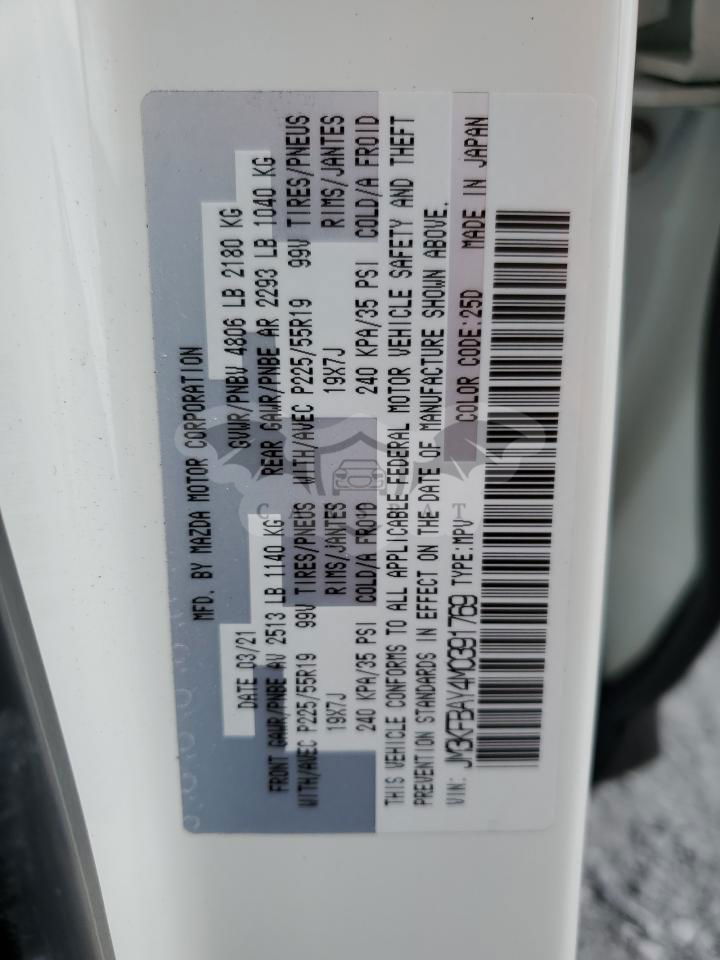 MFD. BY MAZDA MOTOR CORPORATION
DATE 03/21 GVWR/PNBV 4806 LB 2180 KG
FRONT GAWR/PNBE AV 2513 LB 1140 KG REAR GAWR/PNBE AR 2293 LB 1040 KG
WITH/AVEC P225/55R19 99V TIRES/PNEUS WITH/AVEC P225/55R19 99V TIRES/PNEUS
19X7J RIMS/JANTES 19X7J RIMS/JANTES
240 KPA/35 PSI COLD/A FROID 240 KPA/35 PSI COLD/A FROID
THIS VEHICLE CONFORMS TO ALL APPLICABLE FEDERAL MOTOR VEHICLE SAFETY AND THEFT
PREVENTION STANDARDS IN EFFECT ON THE DATE OF MANUFACTURE SHOWN ABOVE.
VIN: JM3KFBAY4M0391769 TYPE:MPV COLOR CODE:25D MADE IN JAPAN